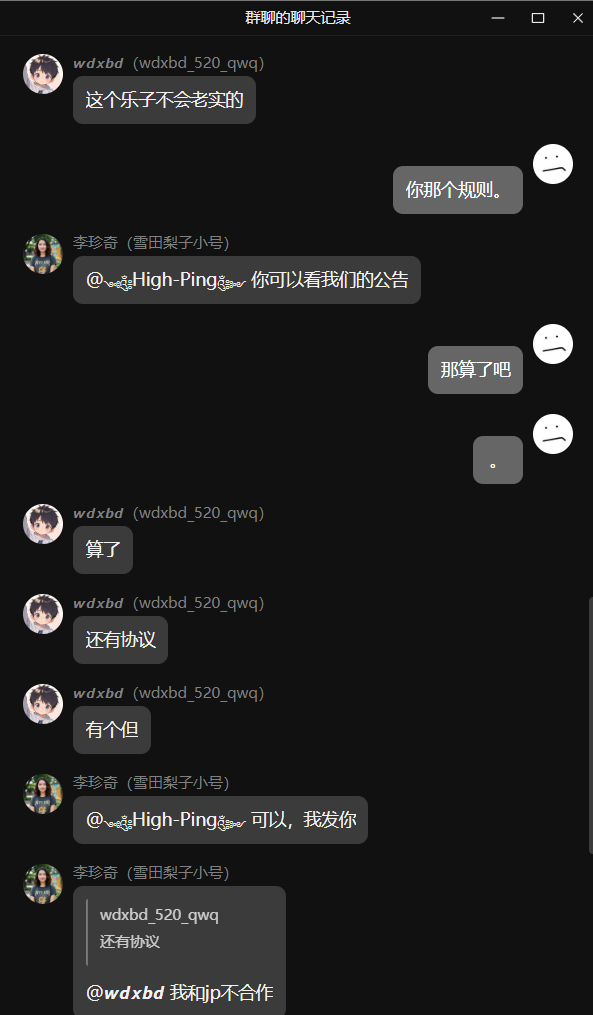 群聊的聊天记录
wdxbd（wdxbd_520_qwq）
这个乐子不会老实的
你那个规则。
李珍奇（雪田梨子小号）
@High-Ping 你可以看我们的公告
那算了吧
。
wdxbd（wdxbd_520_qwq）
算了
wdxbd（wdxbd_520_qwq）
还有协议
wdxbd（wdxbd_520_qwq）
有个但
李珍奇（雪田梨子小号）
@High-Ping 可以，我发你
李珍奇（雪田梨子小号）
wdxbd_520_qwq
还有协议
@wdxbd 我和jp不合作